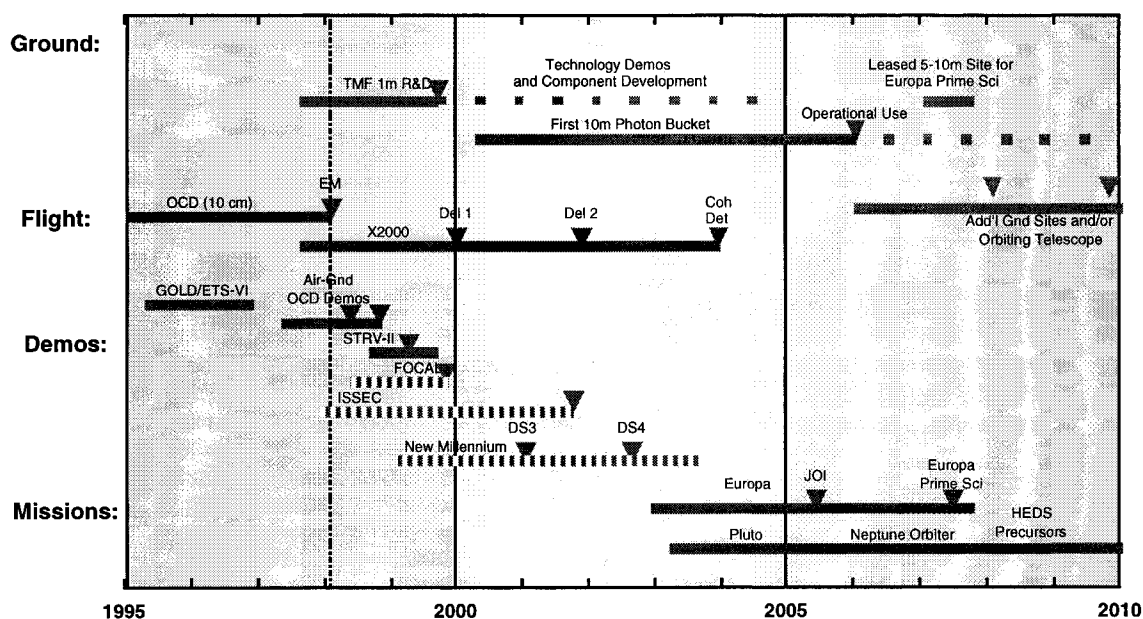 Ground:
TMF 1m R&D
Technology Demos
and Component Development
Leased 5-10m Site for
Europa Prime Sci
First 10m Photon Bucket
Operational Use
EM
OCD (10 cm)
Flight:
Del 1
Del 2
Coh
Det
X2000
Add'l Gnd Sites and/or
Orbiting Telescope
GOLD/ETS-VI
Air-Gnd
OCD Demos
Demos:
STRV-II
FOCAL
ISSEC
DS3
DS4
New Millennium
Missions:
Europa
JOI
Europa
Prime Sci
HEDS
Precursors
Pluto
Neptune Orbiter
1995
2000
2005
2010